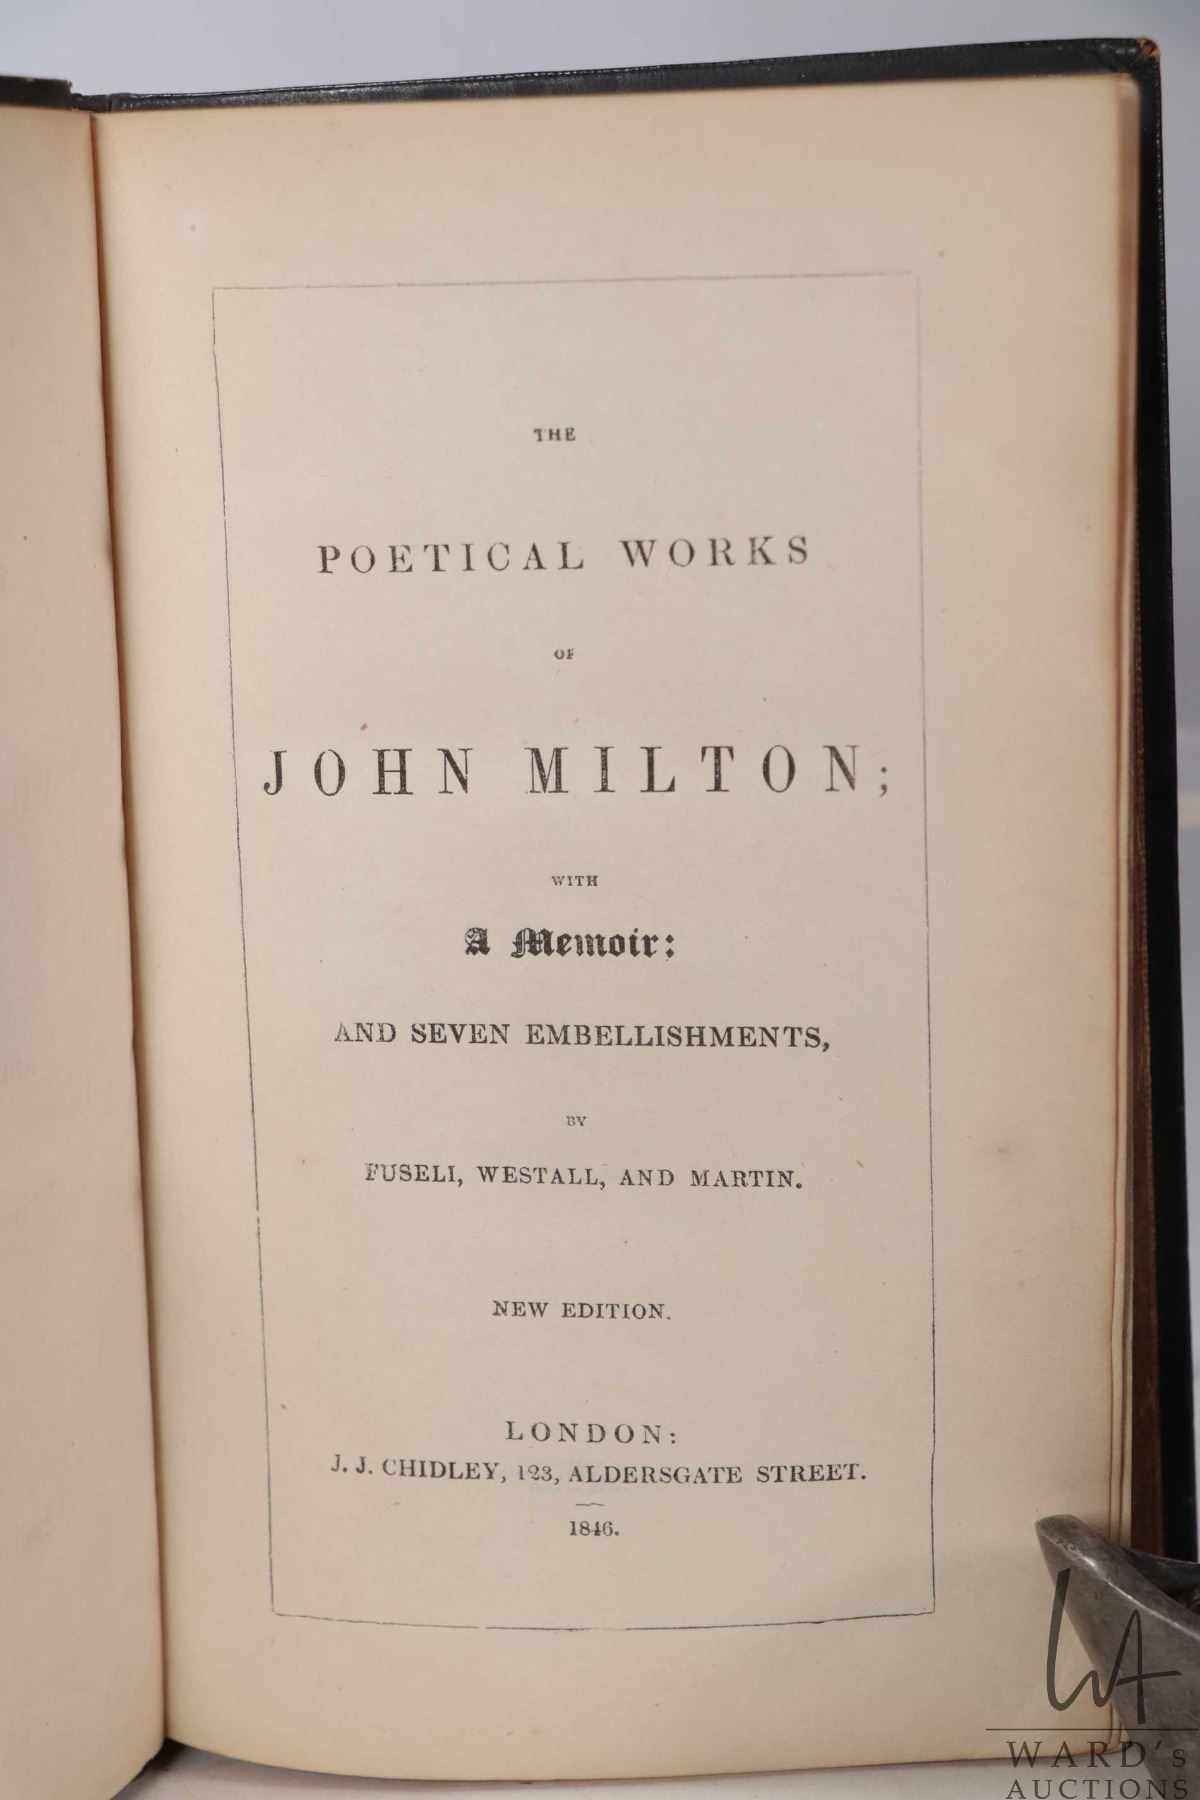 THE
POETICAL WORKS
OF
JOHN MILTON;
WITH
A Memoir:
AND SEVEN EMBELLISHMENTS,
BY
FUSELI, WESTALL, AND MARTIN.
NEW EDITION.
LONDON:
J. J. CHIDLEY, 123, ALDERSGATE STREET.
1846.
WA
WARD's
AUCTIONS